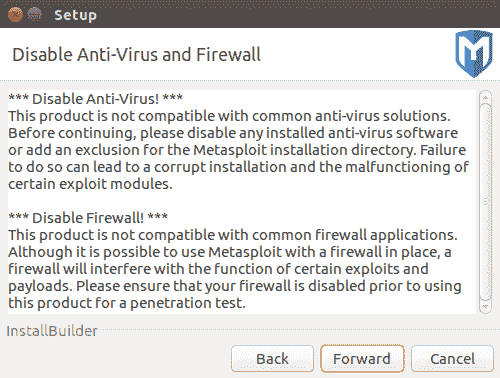 Setup
Disable Anti-Virus and Firewall
*** Disable Anti-Virus! ***
This product is not compatible with common anti-virus solutions.
Before continuing, please disable any installed anti-virus software
or add an exclusion for the Metasploit installation directory. Failure
to do so can lead to a corrupt installation and the malfunctioning of
certain exploit modules.
*** Disable Firewall! ***
This product is not compatible with common firewall applications.
Although it is possible to use Metasploit with a firewall in place, a
firewall will interfere with the function of certain exploits and
payloads. Please ensure that your firewall is disabled prior to using
this product for a penetration test.
InstallBuilder
Back Forward Cancel